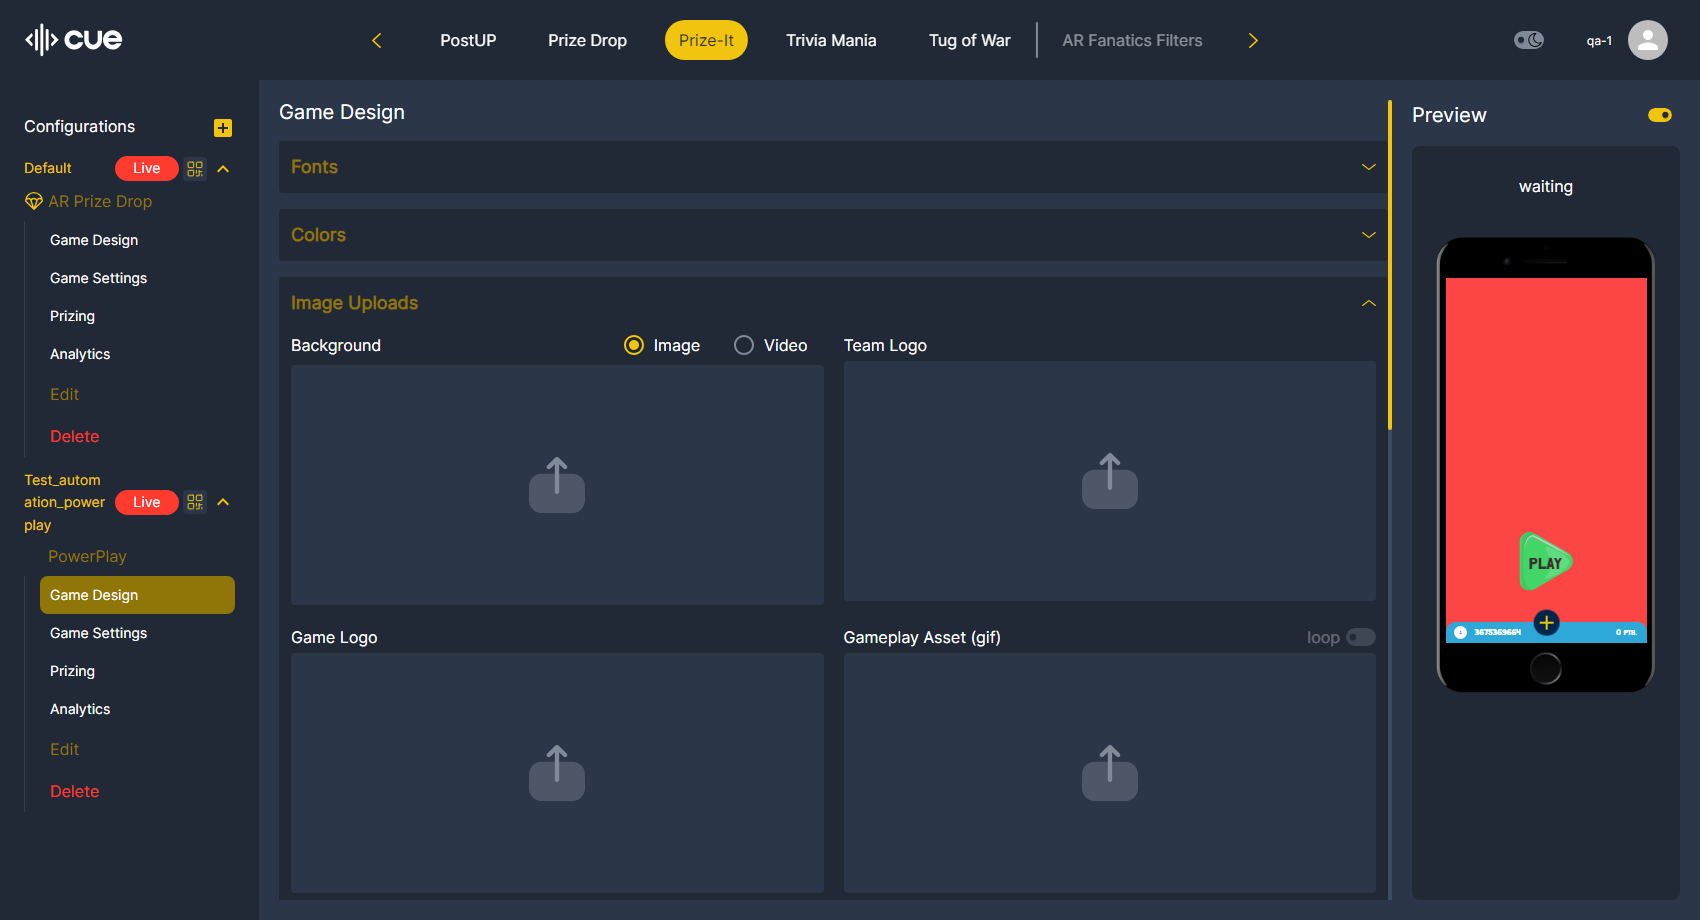 cue
PostUP
Prize Drop
Prize-It
Trivia Mania
Tug of War
AR Fanatics Filters
qa-1
Configurations
Default
Live
AR Prize Drop
Game Design
Game Settings
Prizing
Analytics
Edit
Delete
Test_autom
ation_power
play
Live
PowerPlay
Game Design
Game Settings
Prizing
Analytics
Edit
Delete
Game Design
Fonts
Colors
Image Uploads
Background
Image
Video
Team Logo
Game Logo
Gameplay Asset (gif)
loop
Preview
waiting
PLAY
3675369664
0 PTS.